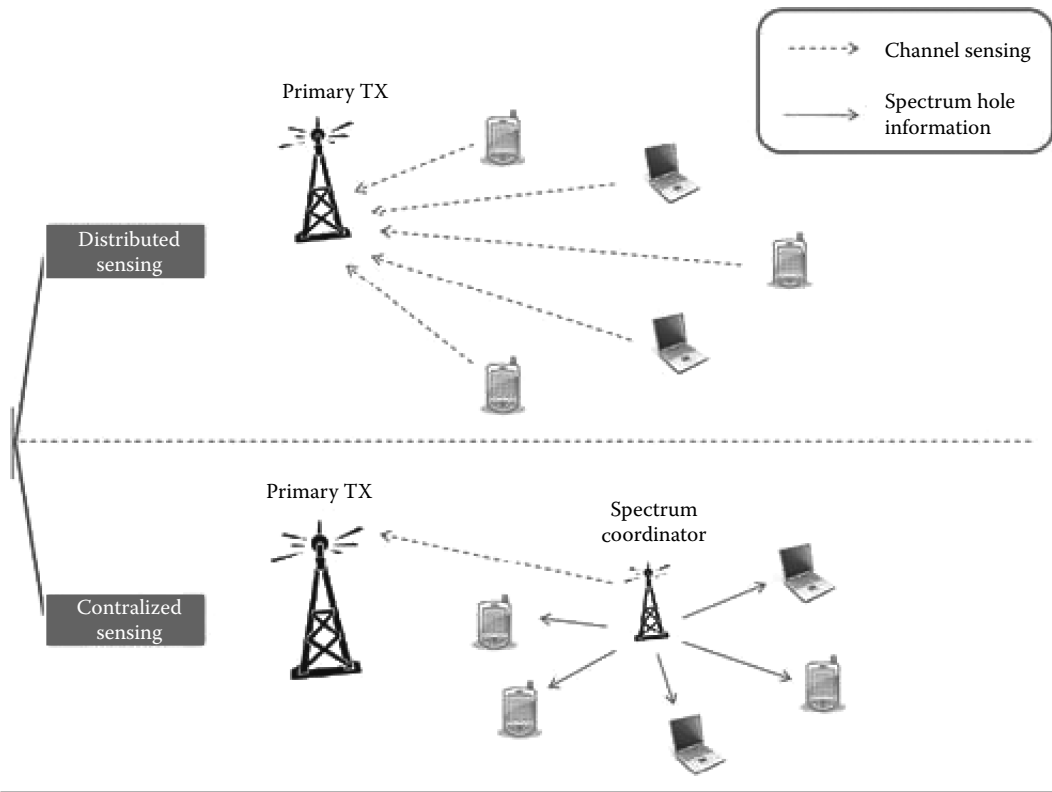 Channel sensing
Spectrum hole
information
Primary TX
Distributed
sensing
Primary TX
Spectrum
coordinator
Contralized
sensing